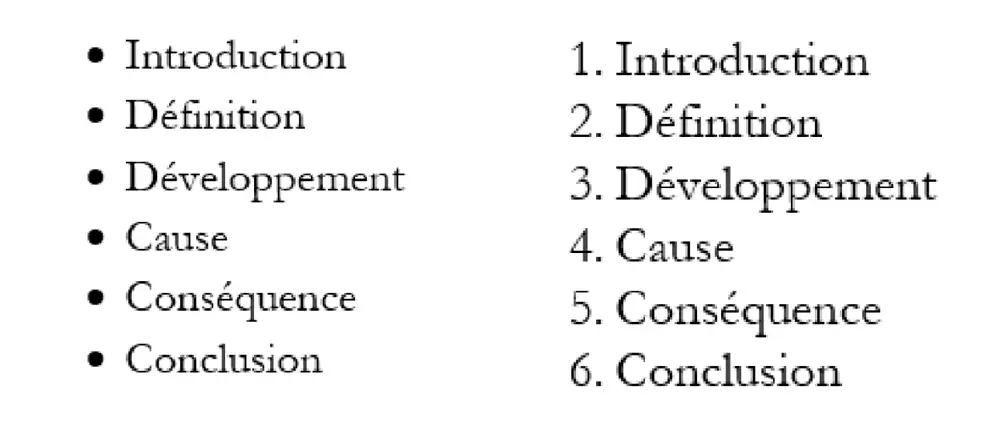 • Introduction
• Définition
• Développement
• Cause
• Conséquence
• Conclusion
1. Introduction
2. Définition
3. Développement
4. Cause
5. Conséquence
6. Conclusion